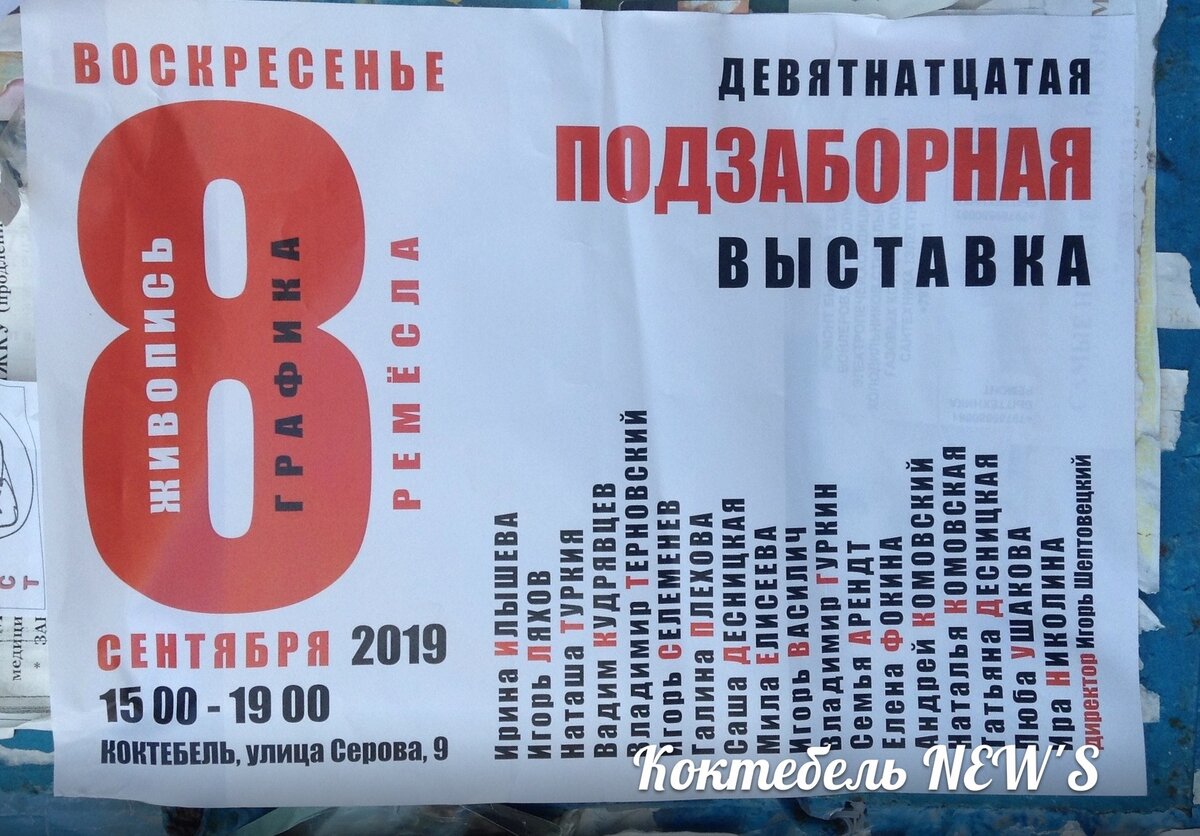 ВОСКРЕСЕНЬЕ
8
ЖИВОПИСЬ
ГРАФИКА
РЕМЁСЛА
СЕНТЯБРЯ 2019
15 00 - 19 00
КОКТЕБЕЛЬ, улица Серова, 9
ДЕВЯТНАТЦАТАЯ
ПОДЗАБОРНАЯ
ВЫСТАВКА
Ирина ИЛЫШЕВА
Игорь ЛЯХОВ
Наташа ТУРКИЯ
Вадим КУДРЯВЦЕВ
Владимир ТЕРНОВСКИЙ
Игорь СЕЛЕМЕНЕВ
Галина ПЛЕХОВА
Саша ДЕСНИЦКАЯ
Мила ЕЛИСЕЕВА
Игорь ВАСИЛИЧ
Владимир ГУРКИН
Семья АРЕНДТ
Елена ФОКИНА
Андрей КОМОВСКИЙ
Наталья КОМОВСКАЯ
Татьяна ДЕСНИЦКАЯ
Люба УШАКОВА
Ира НИКОЛИНА
директор Игорь Шептовецкий
Коктебель NEW'S
медици
* ЗАІ
С
Т